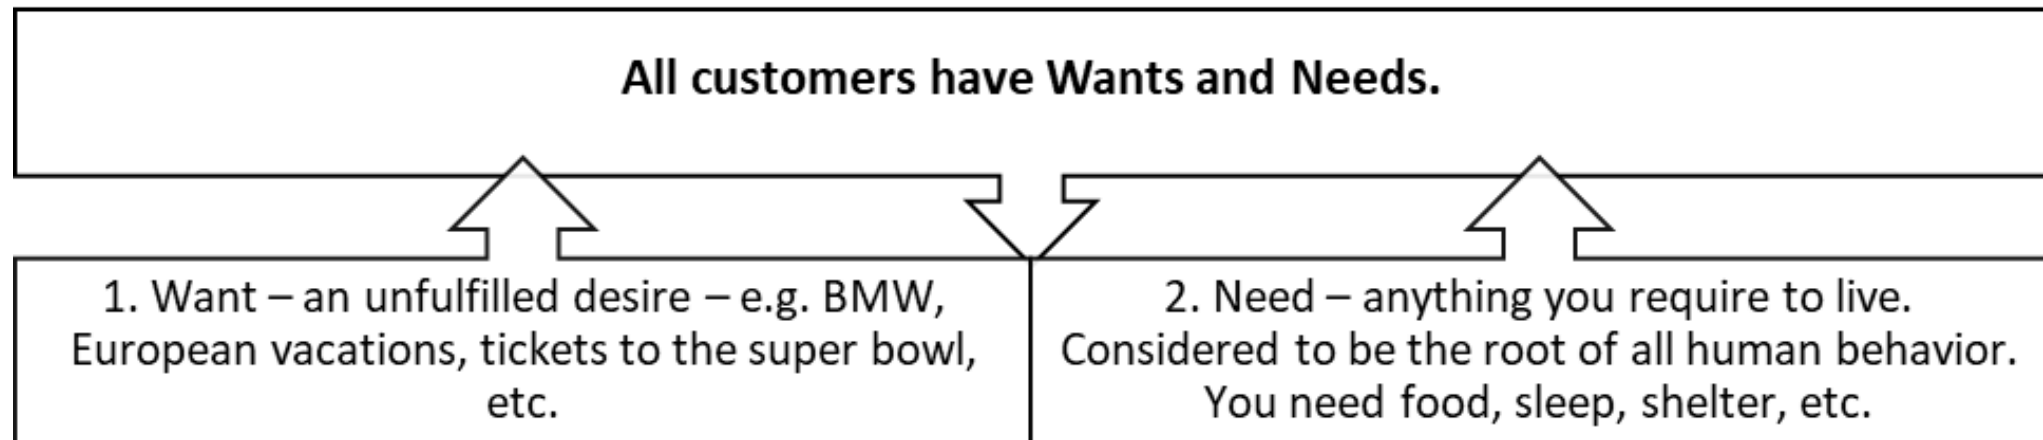 All customers have Wants and Needs.
1. Want – an unfulfilled desire – e.g. BMW,
European vacations, tickets to the super bowl,
etc.
2. Need – anything you require to live.
Considered to be the root of all human behavior.
You need food, sleep, shelter, etc.